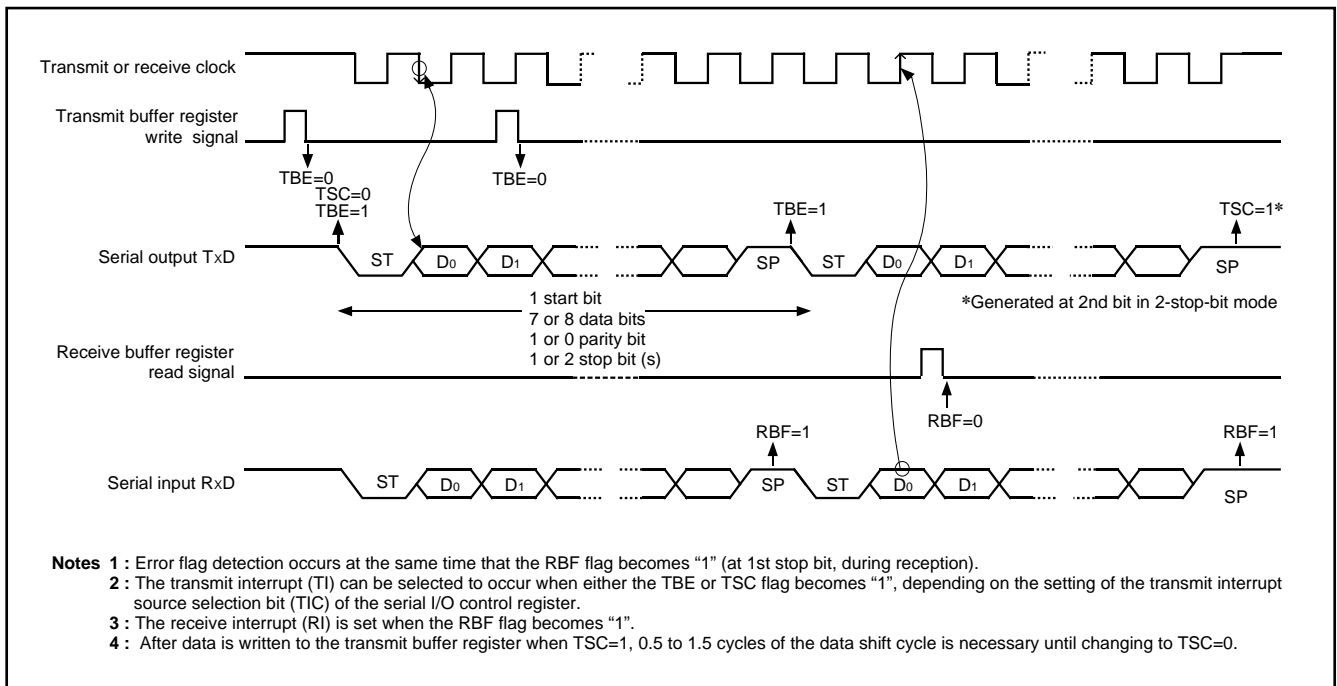 Transmit or receive clock
Transmit buffer register
write signal
TBE=0
TSC=0
TBE=1
TBE=0
TBE=1
TSC=1*
Serial output TxD
ST
D0
D1
SP
ST
D0
D1
SP
1 start bit
7 or 8 data bits
1 or 0 parity bit
1 or 2 stop bit (s)
*Generated at 2nd bit in 2-stop-bit mode
Receive buffer register
read signal
RBF=0
RBF=1
RBF=1
Serial input RxD
ST
D0
D1
SP
ST
D0
D1
SP
Notes 1 : Error flag detection occurs at the same time that the RBF flag becomes “1” (at 1st stop bit, during reception).
2 : The transmit interrupt (TI) can be selected to occur when either the TBE or TSC flag becomes “1”, depending on the setting of the transmit interrupt
source selection bit (TIC) of the serial I/O control register.
3 : The receive interrupt (RI) is set when the RBF flag becomes “1”.
4 : After data is written to the transmit buffer register when TSC=1, 0.5 to 1.5 cycles of the data shift cycle is necessary until changing to TSC=0.